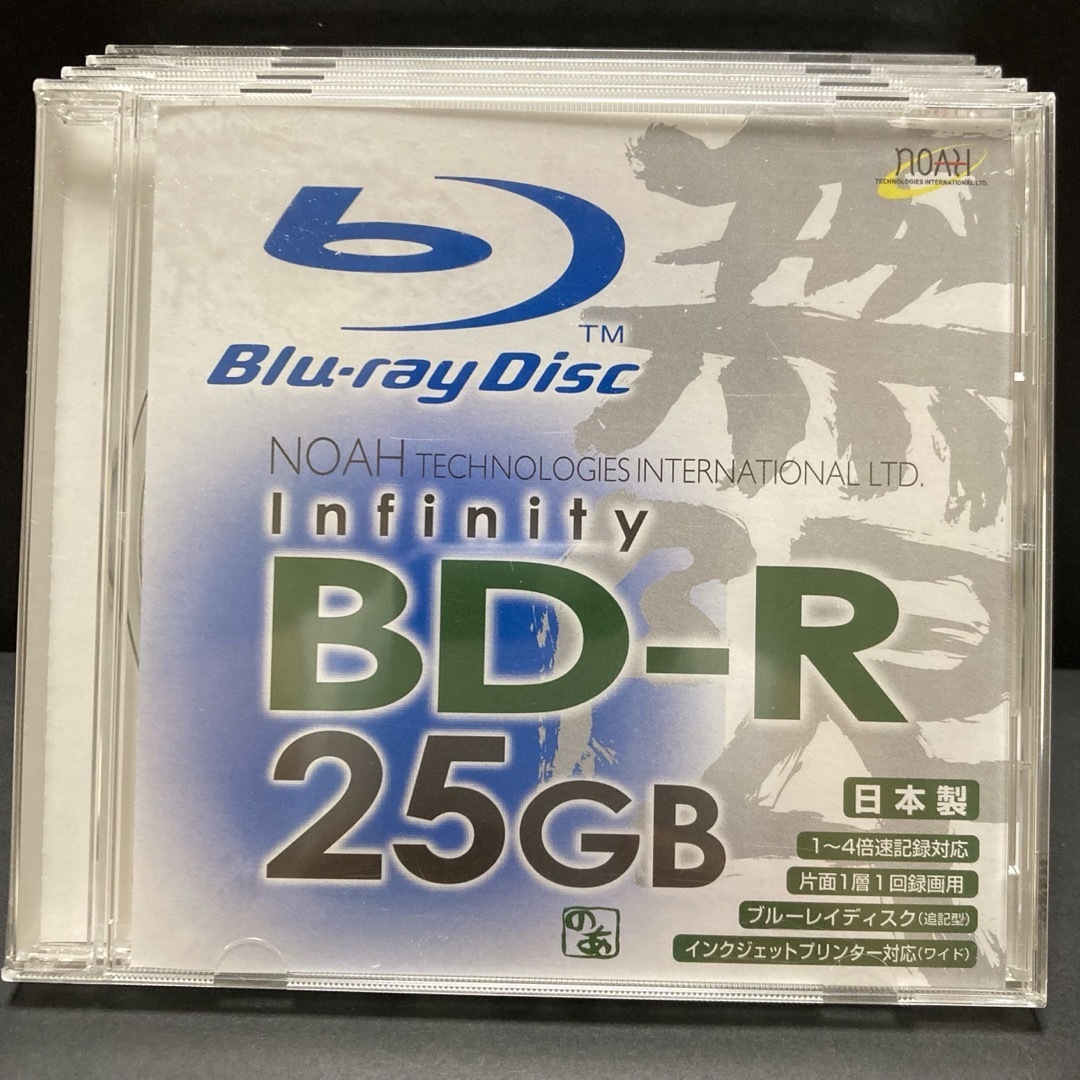 NOAH
TECHNOLOGIES INTERNATIONAL LTD.
b
TM
Blu-ray Disc
NOAH TECHNOLOGIES INTERNATIONAL LTD.
Infinity
BD-R
25GB
日本製
1〜4倍速記録対応
片面1層1回録画用
ブルーレイディスク(追記型)
インクジェットプリンター対応(ワイド)
のあ